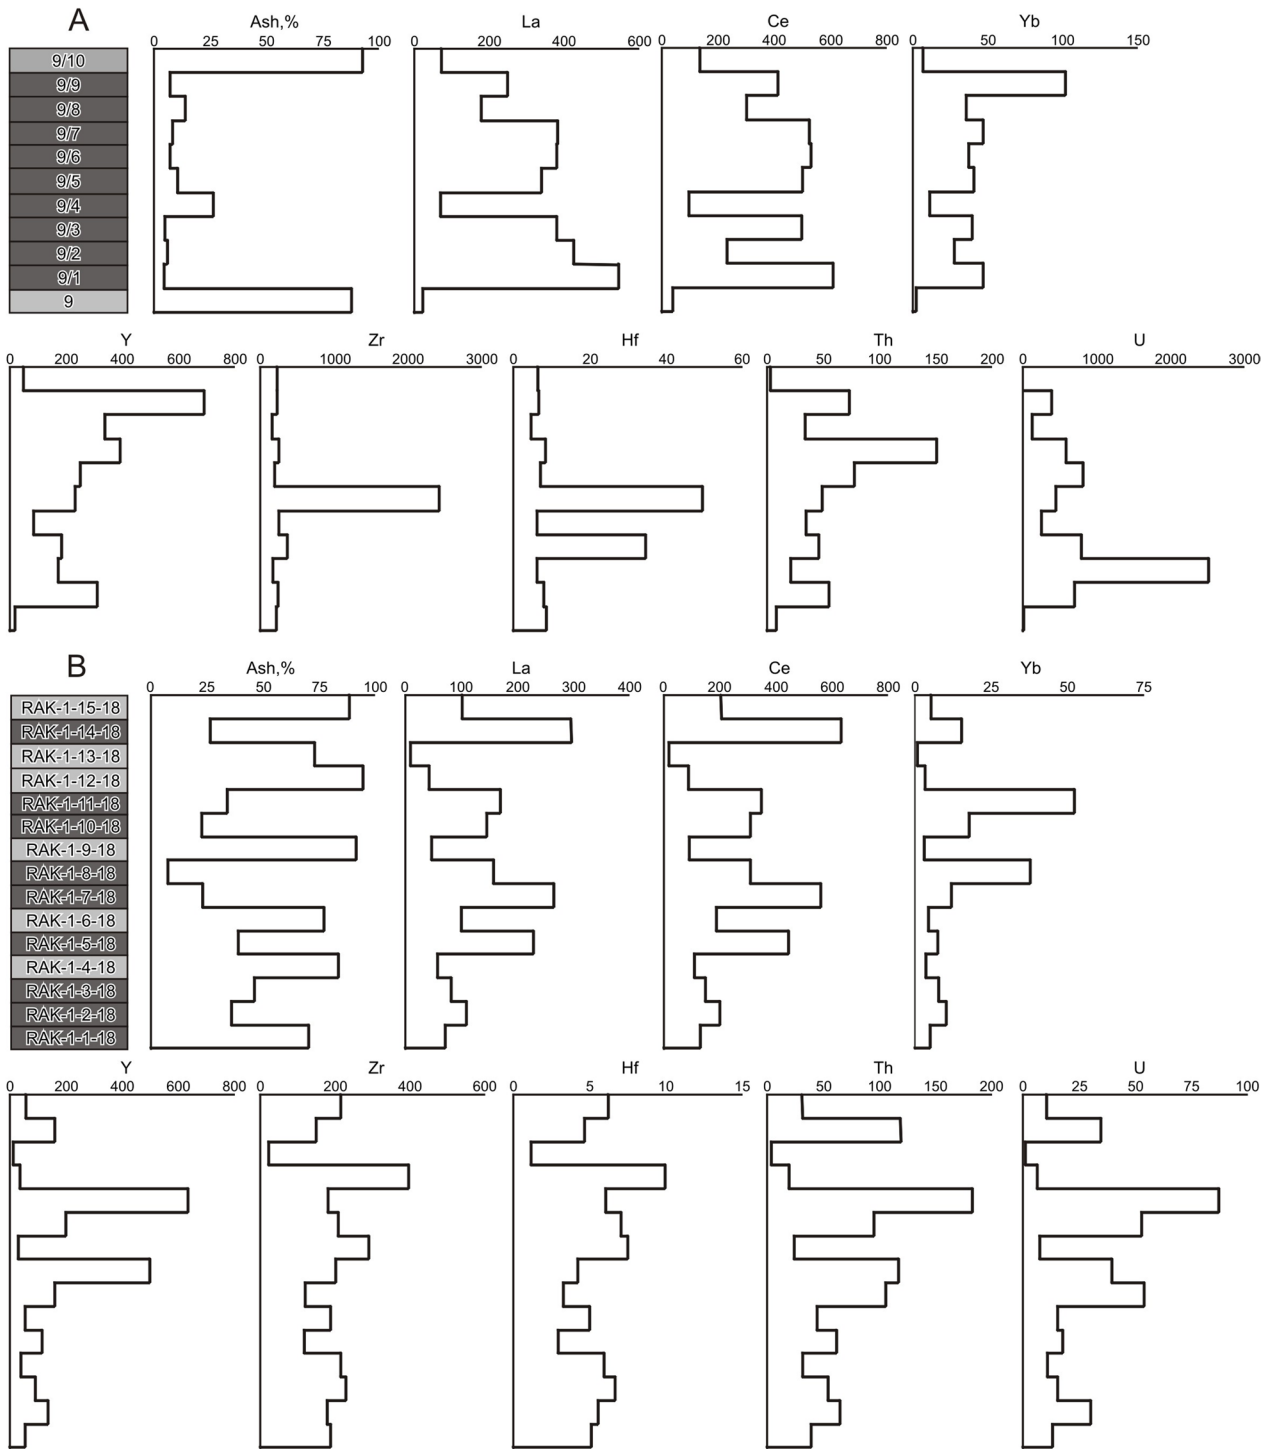 A
Ash,% La Ce Yb
0 25 50 75 100 0 200 400 600 0 200 400 600 800 0 50 100 150
9/10
9/9
9/8
9/7
9/6
9/5
9/4
9/3
9/2
9/1
9
Y Zr Hf Th U
0 200 400 600 800 0 1000 2000 3000 0 20 40 60 0 50 100 150 200 0 1000 2000 3000
B
Ash,% La Ce Yb
0 25 50 75 100 0 100 200 300 400 0 200 400 600 800 0 25 50 75
RAK-1-15-18
RAK-1-14-18
RAK-1-13-18
RAK-1-12-18
RAK-1-11-18
RAK-1-10-18
RAK-1-9-18
RAK-1-8-18
RAK-1-7-18
RAK-1-6-18
RAK-1-5-18
RAK-1-4-18
RAK-1-3-18
RAK-1-2-18
RAK-1-1-18
Y Zr Hf Th U
0 200 400 600 800 0 200 400 600 0 5 10 15 0 50 100 150 200 0 25 50 75 100